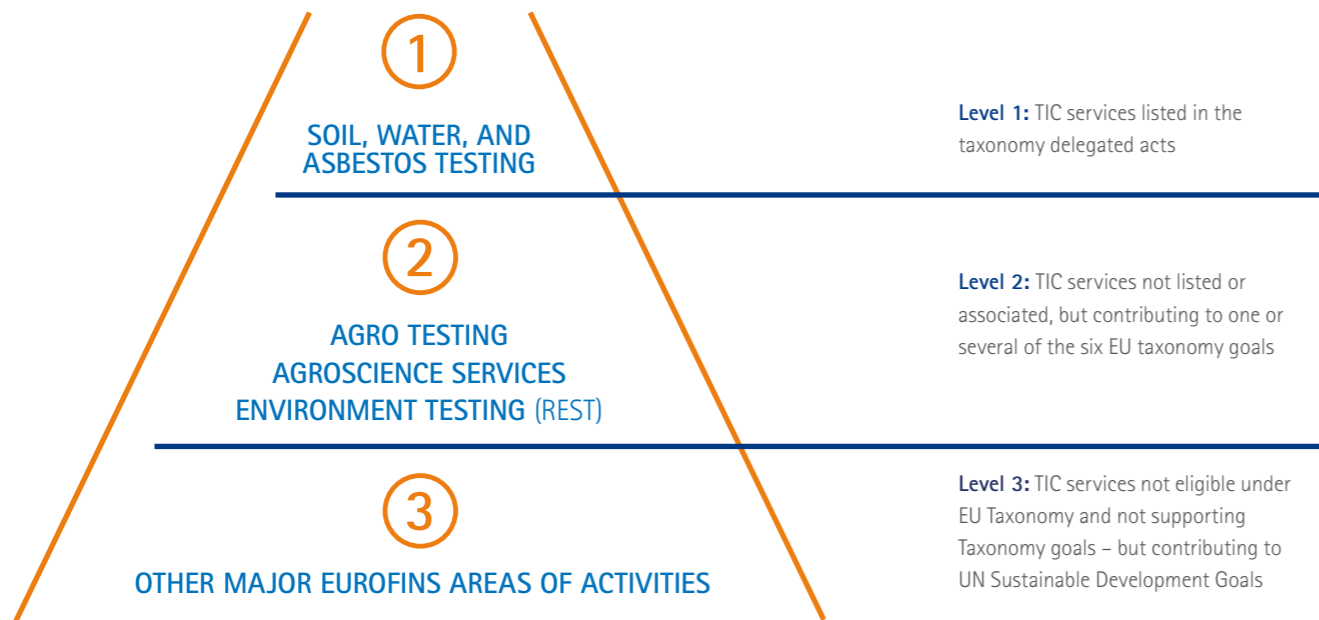 1
SOIL, WATER, AND
ASBESTOS TESTING
Level 1: TIC services listed in the
taxonomy delegated acts
2
AGRO TESTING
AGROSCIENCE SERVICES
ENVIRONMENT TESTING (REST)
Level 2: TIC services not listed or
associated, but contributing to one or
several of the six EU taxonomy goals
3
OTHER MAJOR EUROFINS AREAS OF ACTIVITIES
Level 3: TIC services not eligible under
EU Taxonomy and not supporting
Taxonomy goals – but contributing to
UN Sustainable Development Goals